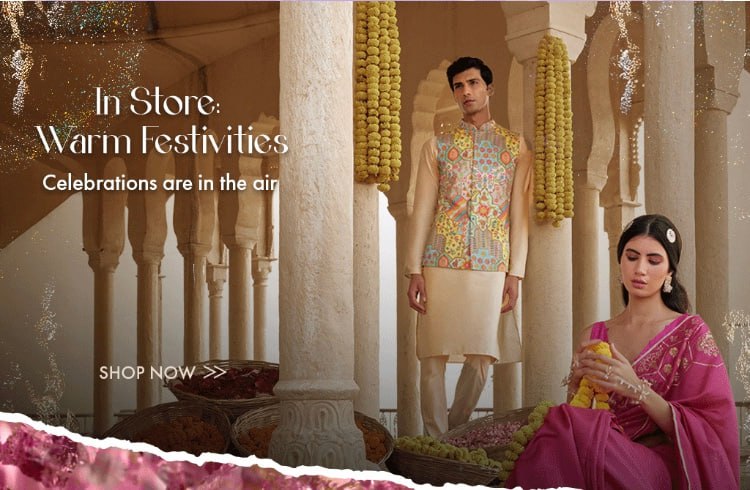 In Store:
Warm Festivities
Celebrations are in the air
SHOP NOW >>